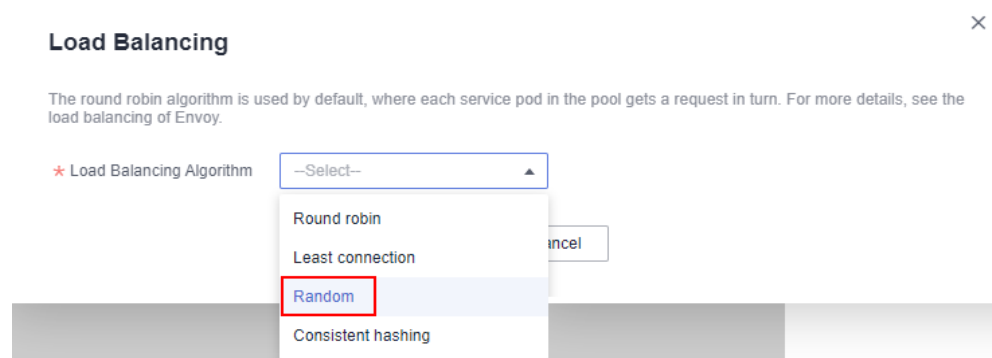 Load Balancing
The round robin algorithm is used by default, where each service pod in the pool gets a request in turn. For more details, see the
load balancing of Envoy.
* Load Balancing Algorithm
--Select--
Round robin
Least connection
Random
Consistent hashing